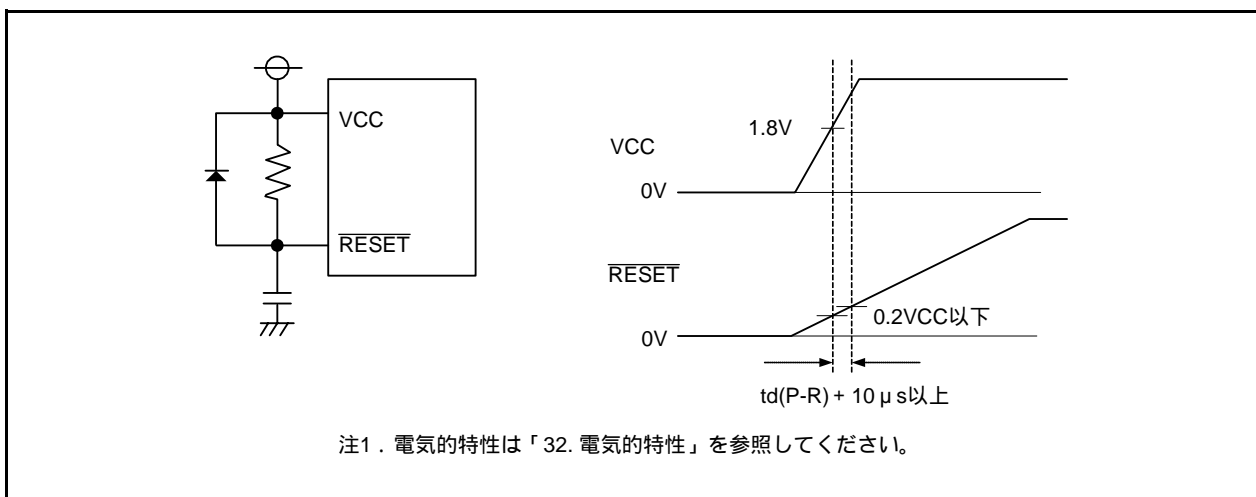 VCC
RESET
VCC
1.8V
0V
RESET
0V
0.2VCC以下
td(P-R) + 10 μ s以上
注1．電気的特性は「32. 電気的特性」を参照してください。